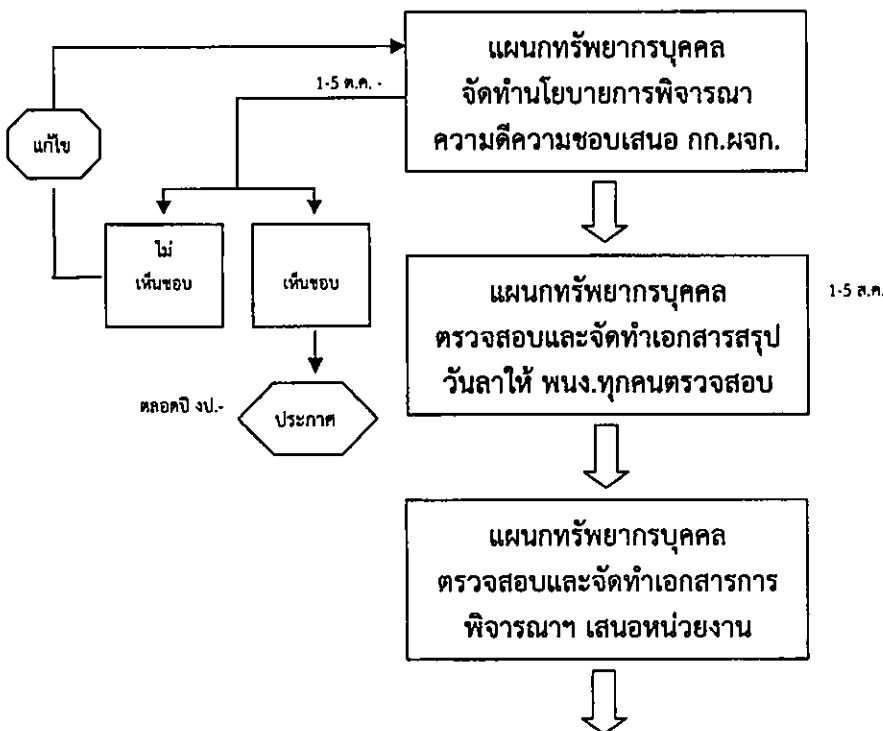 แผนกทรัพยากรบุคคล
จัดทำนโยบายการพิจารณา
ความดีความชอบเสนอ กก.ผจก.
1-5 ต.ค. -
แก้ไข
ไม่
เห็นชอบ
เห็นชอบ
ตลอดปี งป.-
ประกาศ
แผนกทรัพยากรบุคคล
ตรวจสอบและจัดทำเอกสารสรุป
วันลาให้ พนง.ทุกคนตรวจสอบ
1-5 ส.ค.
แผนกทรัพยากรบุคคล
ตรวจสอบและจัดทำเอกสารการ
พิจารณาฯ เสนอหน่วยงาน